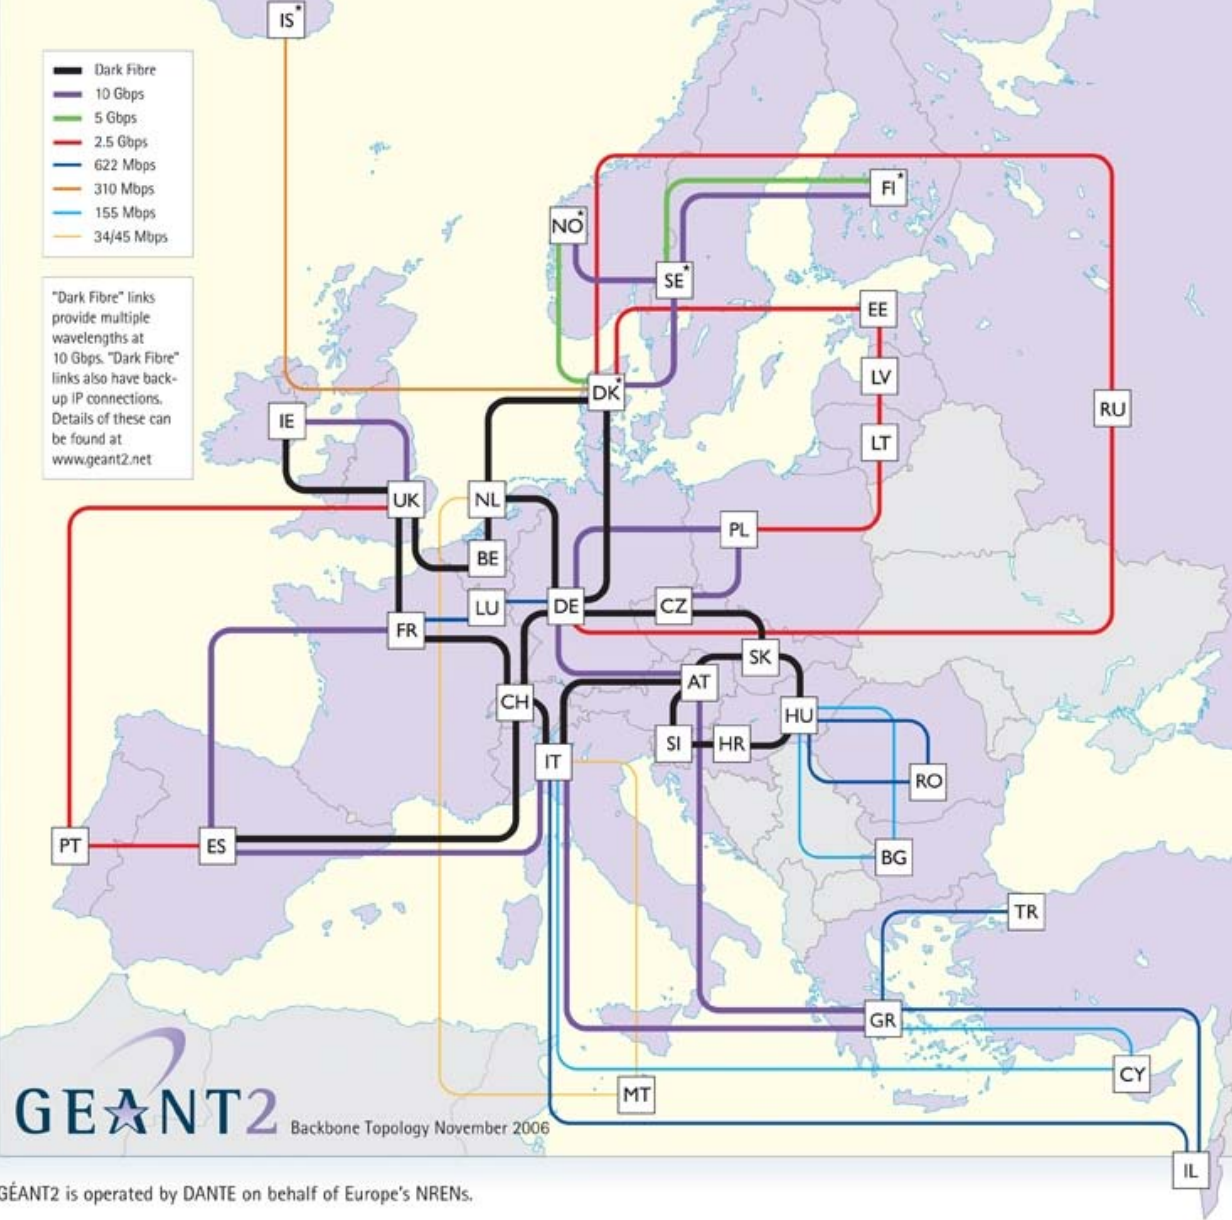 IS*
Dark Fibre
10 Gbps
5 Gbps
2.5 Gbps
622 Mbps
310 Mbps
155 Mbps
34/45 Mbps
"Dark Fibre" links
provide multiple
wavelengths at
10 Gbps. "Dark Fibre"
links also have back-
up IP connections.
Details of these can
be found at
www.geant2.net
FI*
NO*
SE*
EE
LV
DK*
RU
IE
LT
UK
NL
PL
BE
LU
DE
CZ
FR
SK
AT
CH
HU
SI
HR
IT
RO
PT
ES
BG
TR
GR
CY
MT
GEANT2
Backbone Topology November 2006
IL
GÉANT2 is operated by DANTE on behalf of Europe's NRENs.